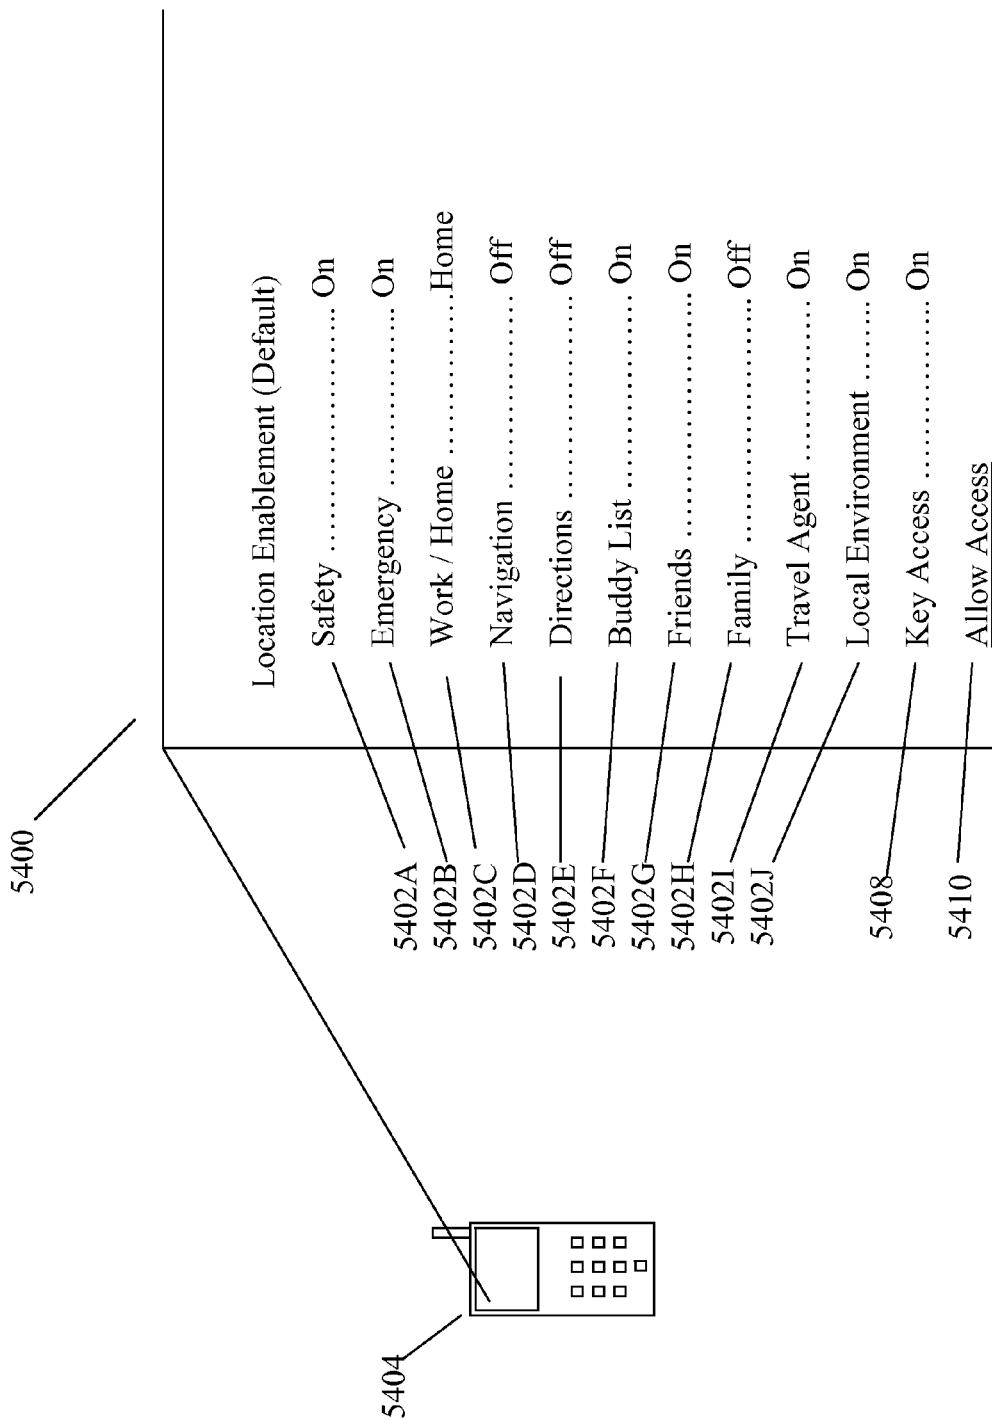 5400
Location Enablement (Default)
5402A Safety .......................... On
5402B Emergency .................... On
5402C Work / Home ................Home
5402D Navigation ................... Off
5402E Directions .................... Off
5402F Buddy List .................... On
5402G Friends ......................... On
5402H Family .......................... Off
5402I Travel Agent ................ On
5402J Local Environment ........ On
5408 Key Access ................... On
5410 Allow Access
5404